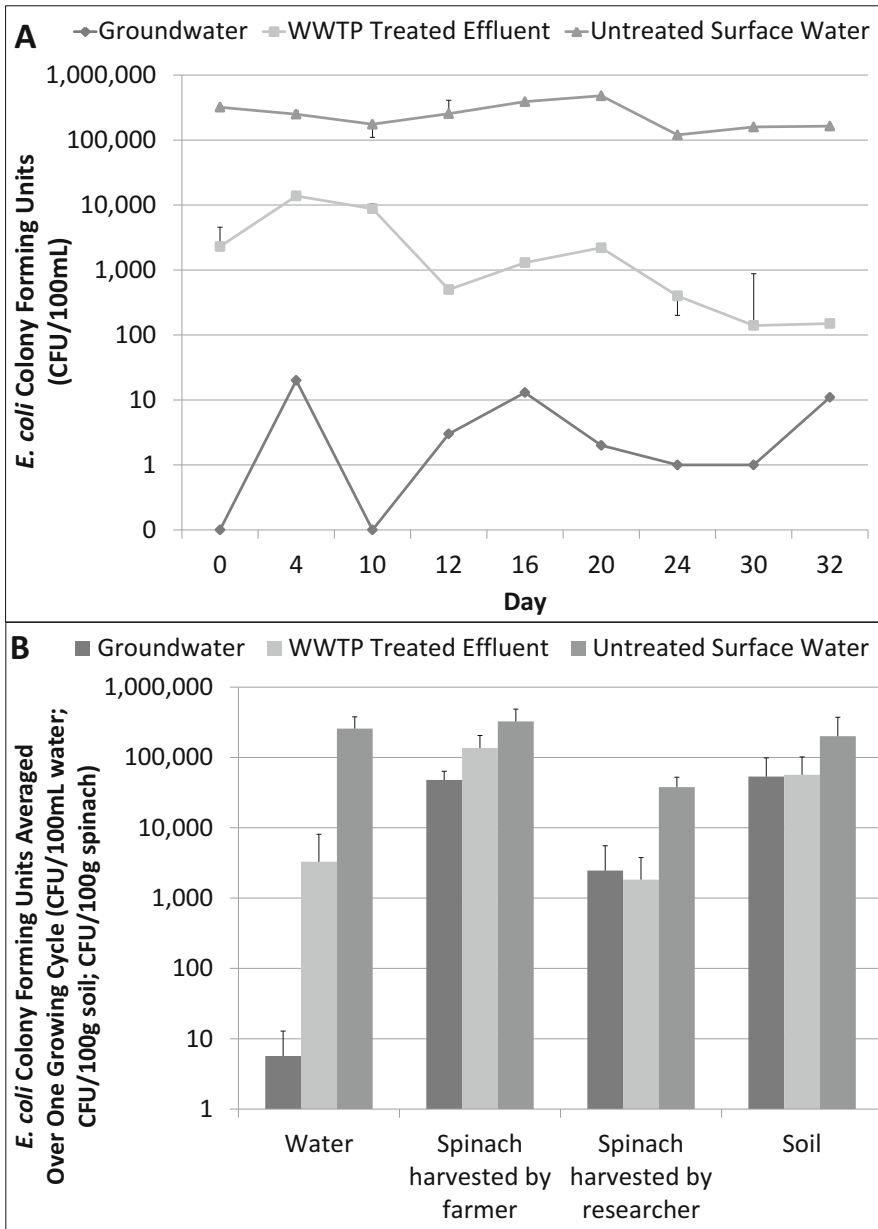 A
Groundwater WWTP Treated Effluent Untreated Surface Water
E. coli Colony Forming Units
(CFU/100mL)
1,000,000
100,000
10,000
1,000
100
10
1
0
0 4 10 12 16 20 24 30 32
Day
B
Groundwater WWTP Treated Effluent Untreated Surface Water
E. coli Colony Forming Units Averaged
Over One Growing Cycle (CFU/100mL water;
CFU/100g soil; CFU/100g spinach)
1,000,000
100,000
10,000
1,000
100
10
1
Water
Spinach
harvested by
farmer
Spinach
harvested by
researcher
Soil